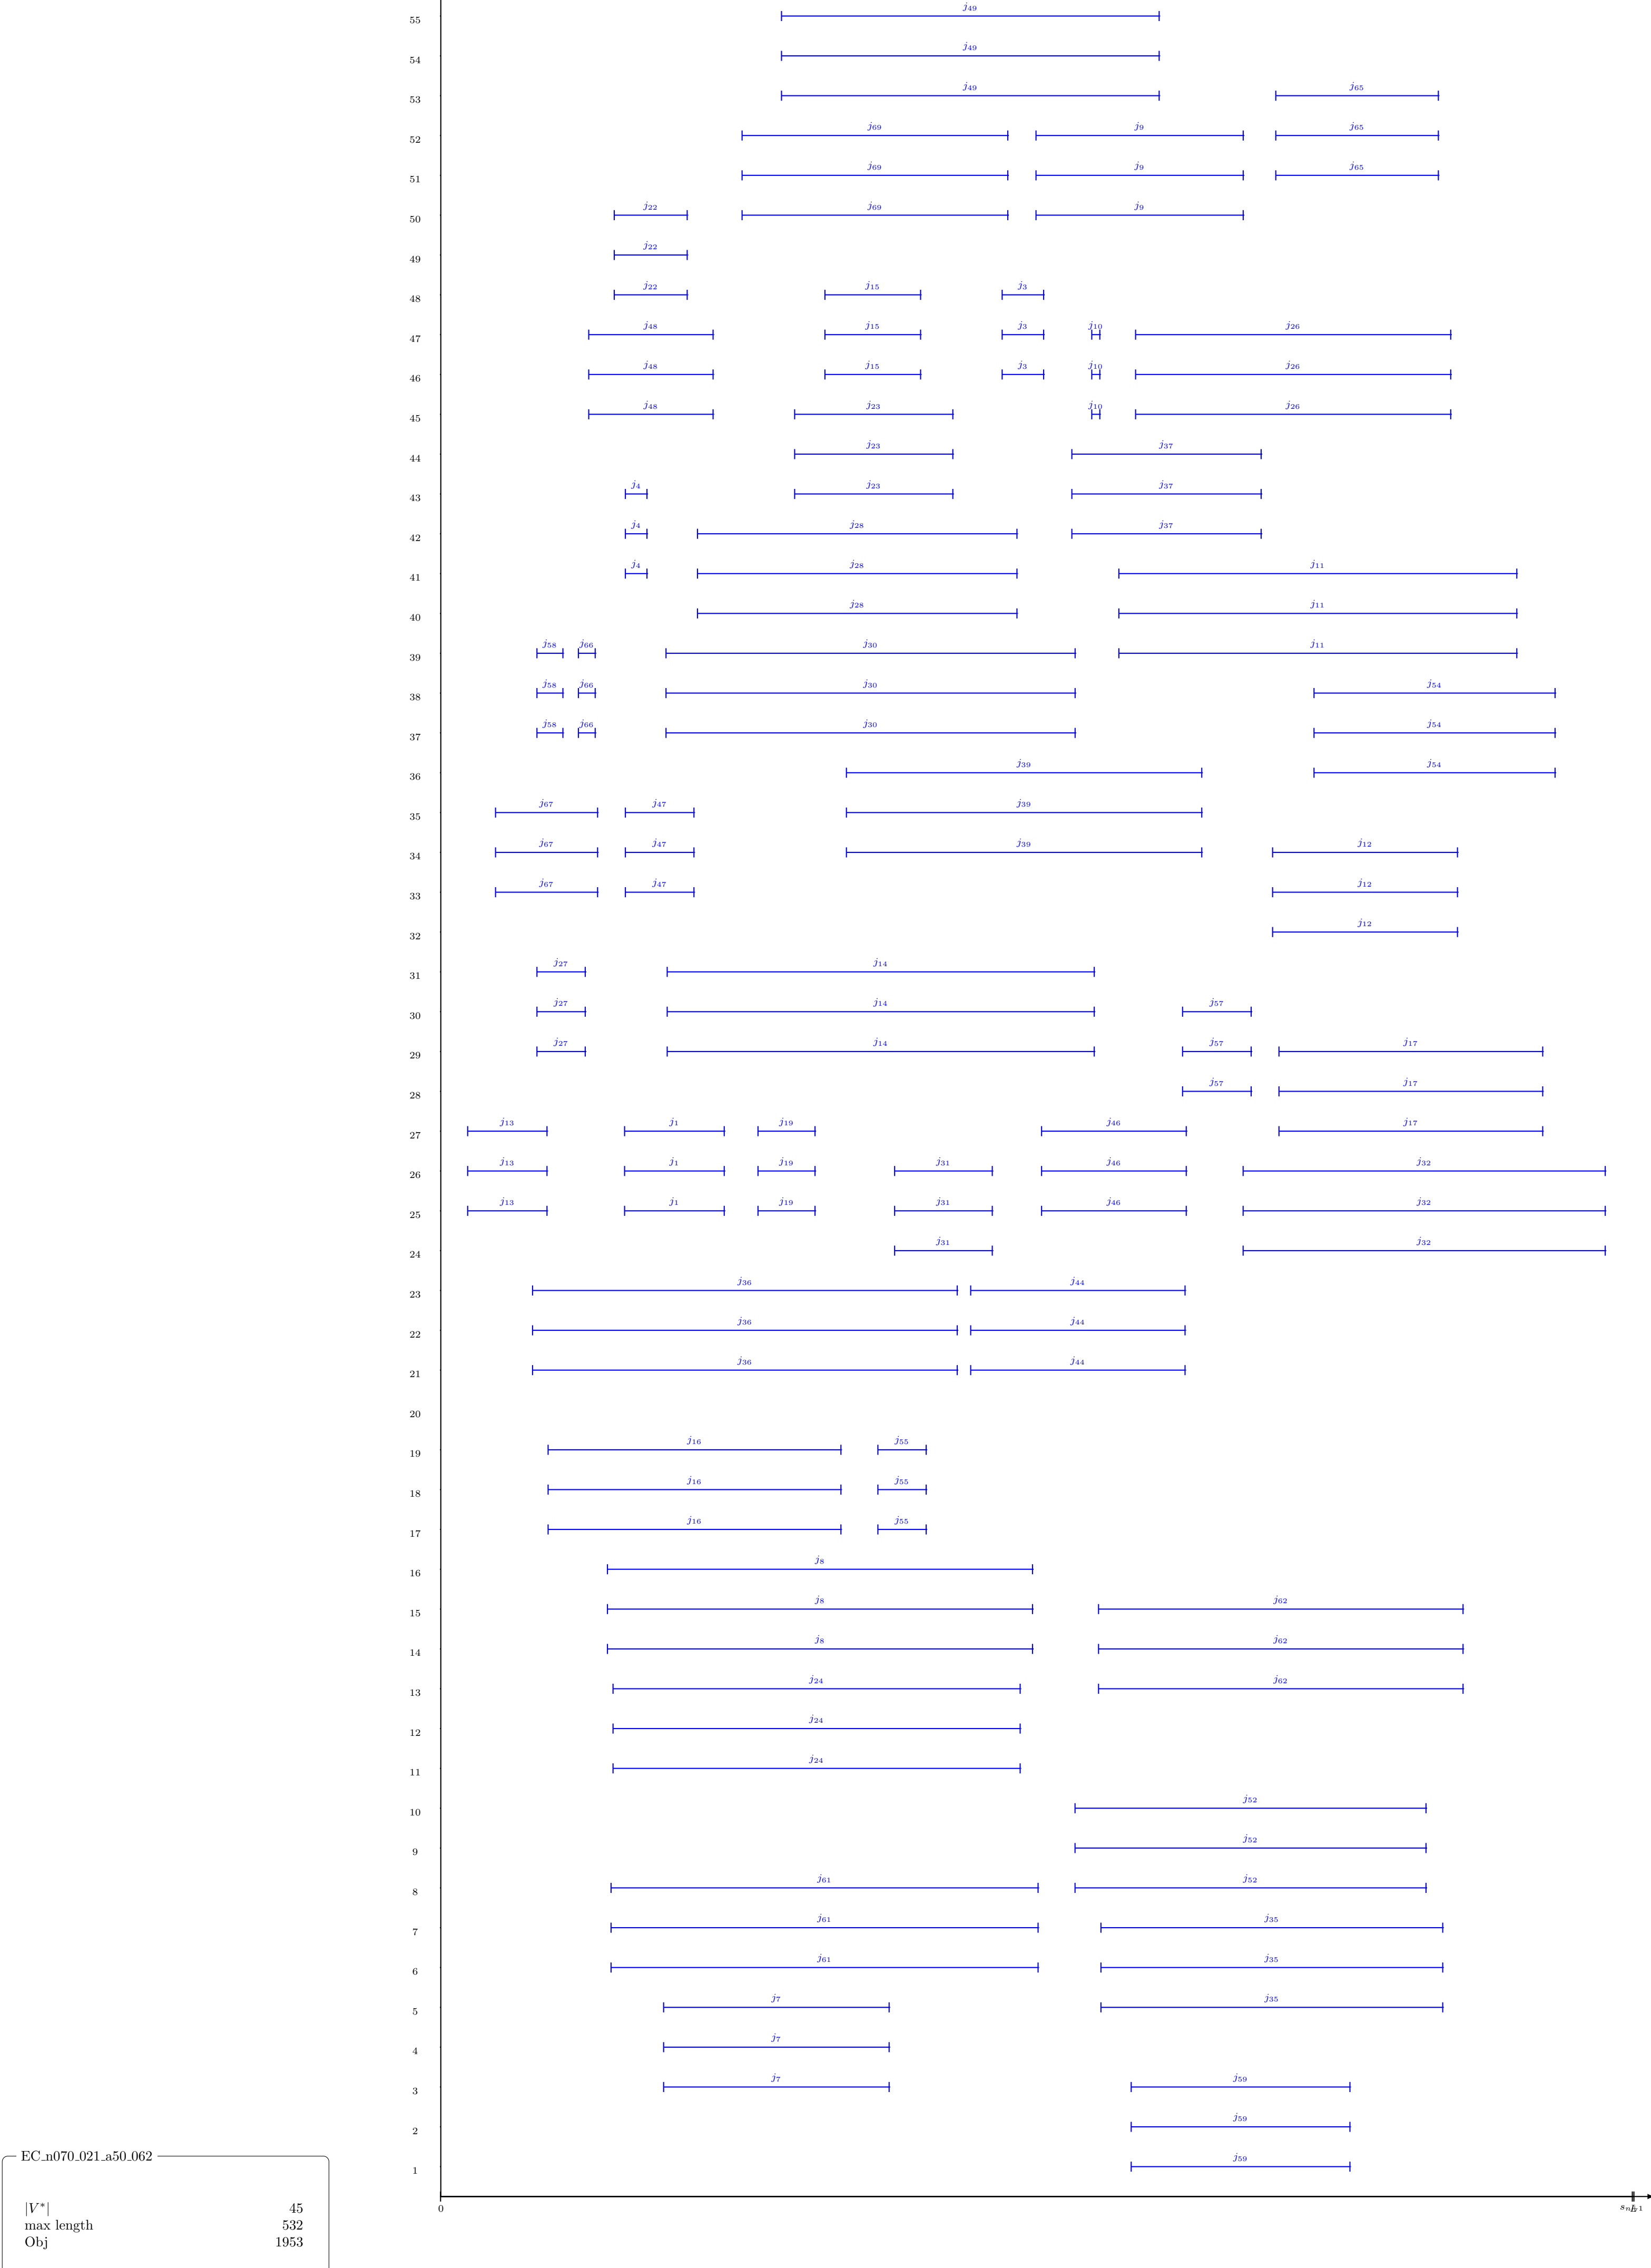 j49
55
j49
54
j49 j65
53
j69 j9 j65
52
j69 j9 j65
51
j22 j69 j9
50
j22
49
j22 j15 j3
48
j48 j15 j3 j10 j26
47
j48 j15 j3 j10 j26
46
j48 j23 j10 j26
45
j23 j37
44
j4 j23 j37
43
j4 j28 j37
42
j4 j28 j11
41
j28 j11
40
j58 j66 j30 j11
39
j58 j66 j30 j54
38
j58 j66 j30 j54
37
j39 j54
36
j67 j47 j39
35
j67 j47 j39 j12
34
j67 j47 j12
33
j12
32
j27 j14
31
j27 j14 j57
30
j27 j14 j57 j17
29
j57 j17
28
j13 j1 j19 j46 j17
27
j13 j1 j19 j31 j46 j32
26
j13 j1 j19 j31 j46 j32
25
j31 j32
24
j36 j44
23
j36 j44
22
j36 j44
21
20
j16 j55
19
j16 j55
18
j16 j55
17
j8
16
j8 j62
15
j8 j62
14
j24 j62
13
j24
12
j24
11
j52
10
j52
9
j61 j52
8
j61 j35
7
j61 j35
6
j7 j35
5
j7
4
j7 j59
3
j59
2
j59
1
0
EC_n070_021_a50_062
|V*| 45
max length 532
Obj 1953